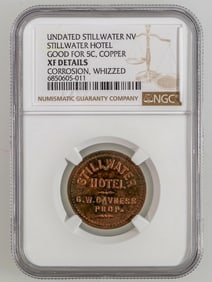 UNDATED STILLWATER NV
STILLWATER HOTEL
GOOD FOR 5C, COPPER
XF DETAILS
CORROSION, WHIZZED
6850605-011
NUMISMATIC GUARANTY COMPANY
NGC
STILLWATER
HOTEL
G.W. DAVNESS
PROP.